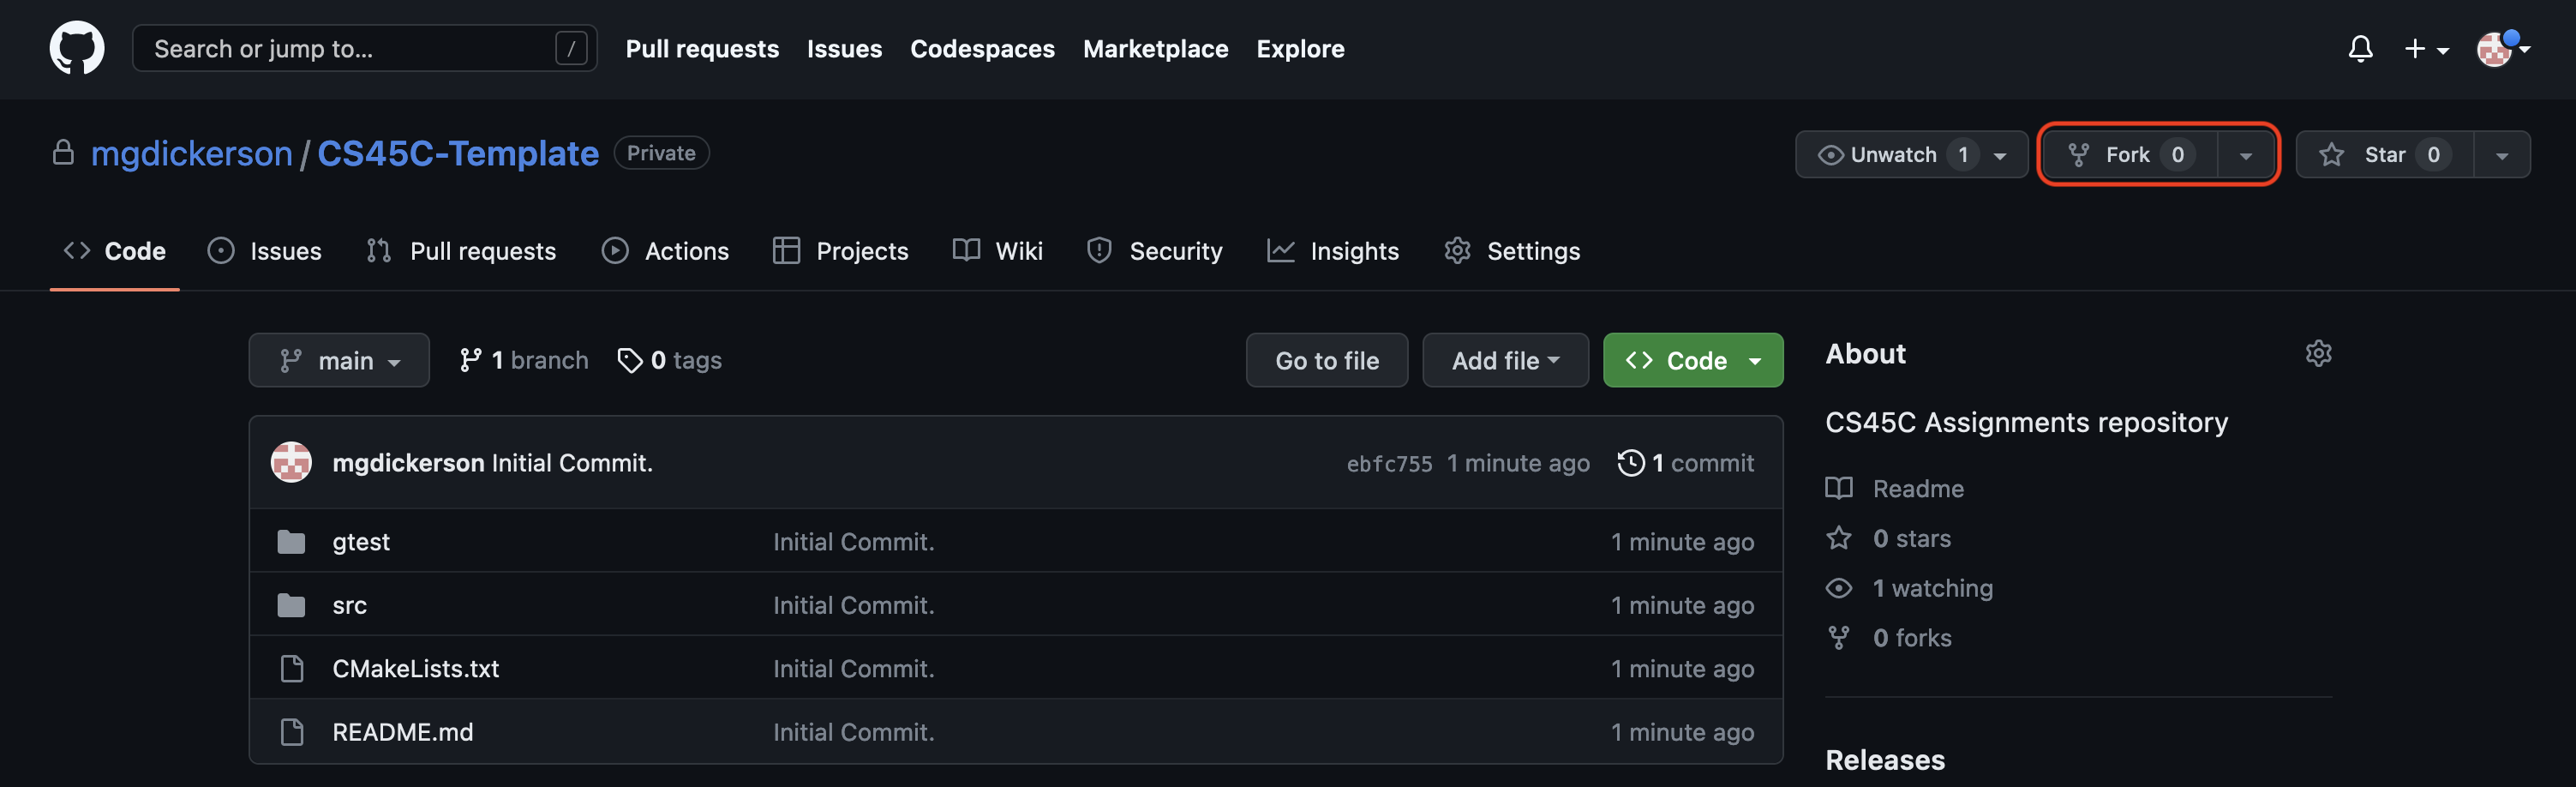 Search or jump to... / Pull requests Issues Codespaces Marketplace Explore
mgdickerson / CS45C-Template Private Unwatch 1 Fork 0 Star 0
Code Issues Pull requests Actions Projects Wiki Security Insights Settings
main 1 branch 0 tags Go to file Add file Code
mgdickerson Initial Commit. ebfc755 1 minute ago 1 commit
gtest Initial Commit. 1 minute ago
src Initial Commit. 1 minute ago
CMakeLists.txt Initial Commit. 1 minute ago
README.md Initial Commit. 1 minute ago
About
CS45C Assignments repository
Readme
0 stars
1 watching
0 forks
Releases